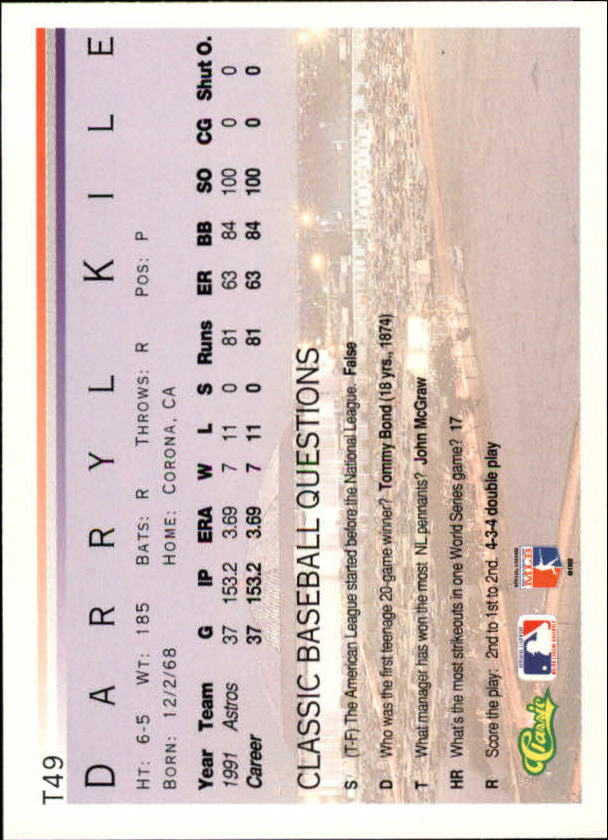 T49
DARRYL KILE
HT: 6-5 WT: 185 BATS: R THROWS: R POS: P
BORN: 12/2/68 HOME: CORONA, CA
Year Team G IP ERA W L S Runs ER BB SO CG Shut O.
1991 Astros 37 153.2 3.69 7 11 0 81 63 84 100 0 0
Career 37 153.2 3.69 7 11 0 81 63 84 100 0 0
CLASSIC BASEBALL QUESTIONS
S (T-F) The American League started before the National League. False
D Who was the first teenage 20-game winner? Tommy Bond (18 yrs., 1874)
T What manager has won the most NL pennants? John McGraw
HR What's the most strikeouts in one World Series game? 17
R Score the play: 2nd to 1st to 2nd. 4-3-4 double play
Classic
MLB